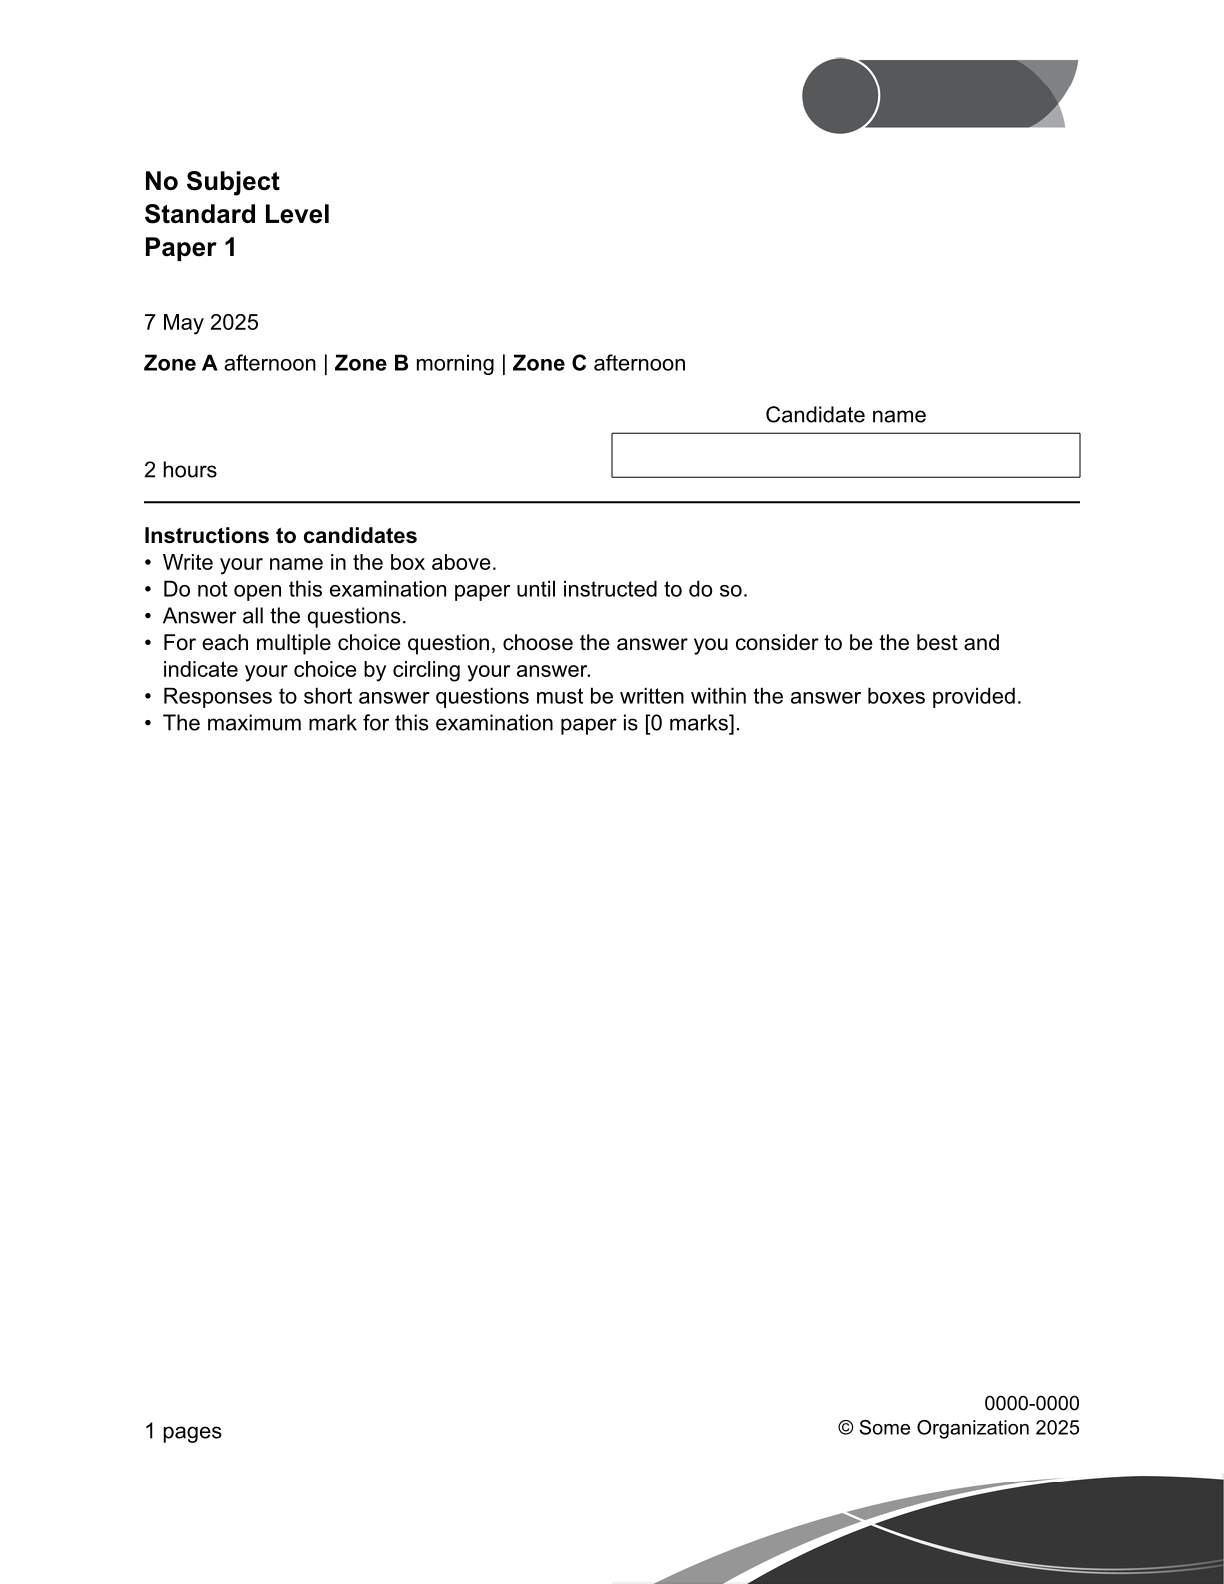 No Subject
Standard Level
Paper 1
7 May 2025
Zone A afternoon | Zone B morning | Zone C afternoon
Candidate name
2 hours
Instructions to candidates
• Write your name in the box above.
• Do not open this examination paper until instructed to do so.
• Answer all the questions.
• For each multiple choice question, choose the answer you consider to be the best and
indicate your choice by circling your answer.
• Responses to short answer questions must be written within the answer boxes provided.
• The maximum mark for this examination paper is [0 marks].
1 pages
0000-0000
© Some Organization 2025